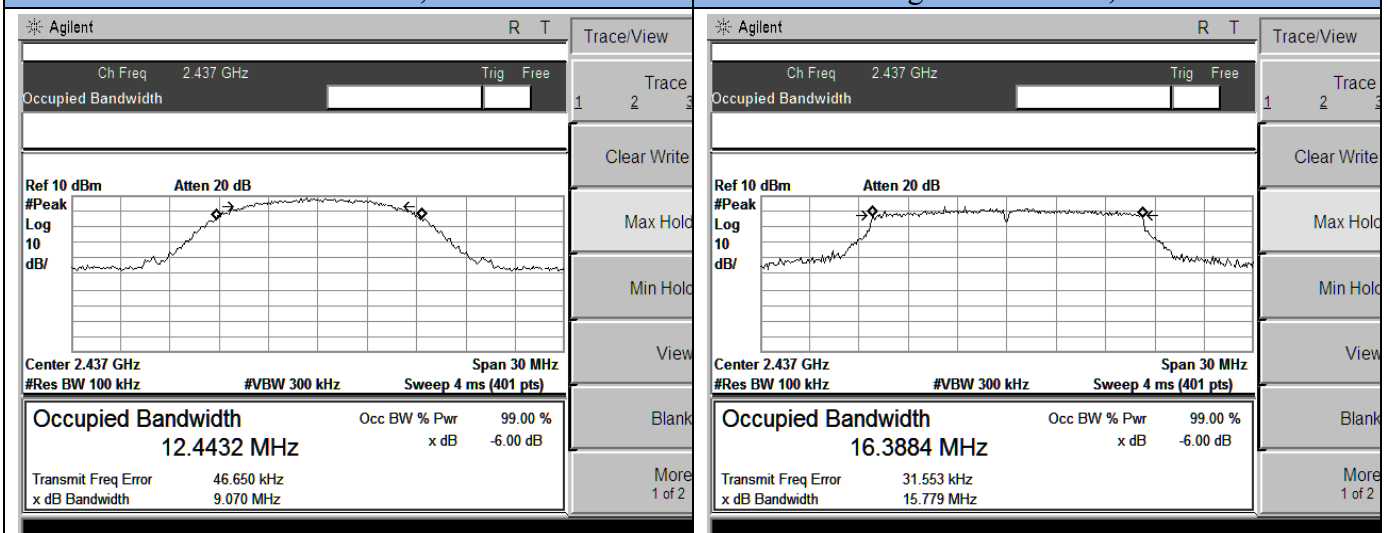 Agilent R T
Trace/View
Ch Freq 2.437 GHz Trig Free
Occupied Bandwidth
Trace
1 2 3
Clear Write
Ref 10 dBm Atten 20 dB
#Peak
Log
10
dB/
Max Hold
Min Hold
View
Center 2.437 GHz Span 30 MHz
#Res BW 100 kHz #VBW 300 kHz Sweep 4 ms (401 pts)
Occupied Bandwidth Occ BW % Pwr 99.00 %
12.4432 MHz x dB -6.00 dB
Blank
Transmit Freq Error 46.650 kHz
x dB Bandwidth 9.070 MHz
More
1 of 2
Agilent R T
Trace/View
Ch Freq 2.437 GHz Trig Free
Occupied Bandwidth
Trace
1 2 3
Clear Write
Ref 10 dBm Atten 20 dB
#Peak
Log
10
dB/
Max Hold
Min Hold
View
Center 2.437 GHz Span 30 MHz
#Res BW 100 kHz #VBW 300 kHz Sweep 4 ms (401 pts)
Occupied Bandwidth Occ BW % Pwr 99.00 %
16.3884 MHz x dB -6.00 dB
Blank
Transmit Freq Error 31.553 kHz
x dB Bandwidth 15.779 MHz
More
1 of 2